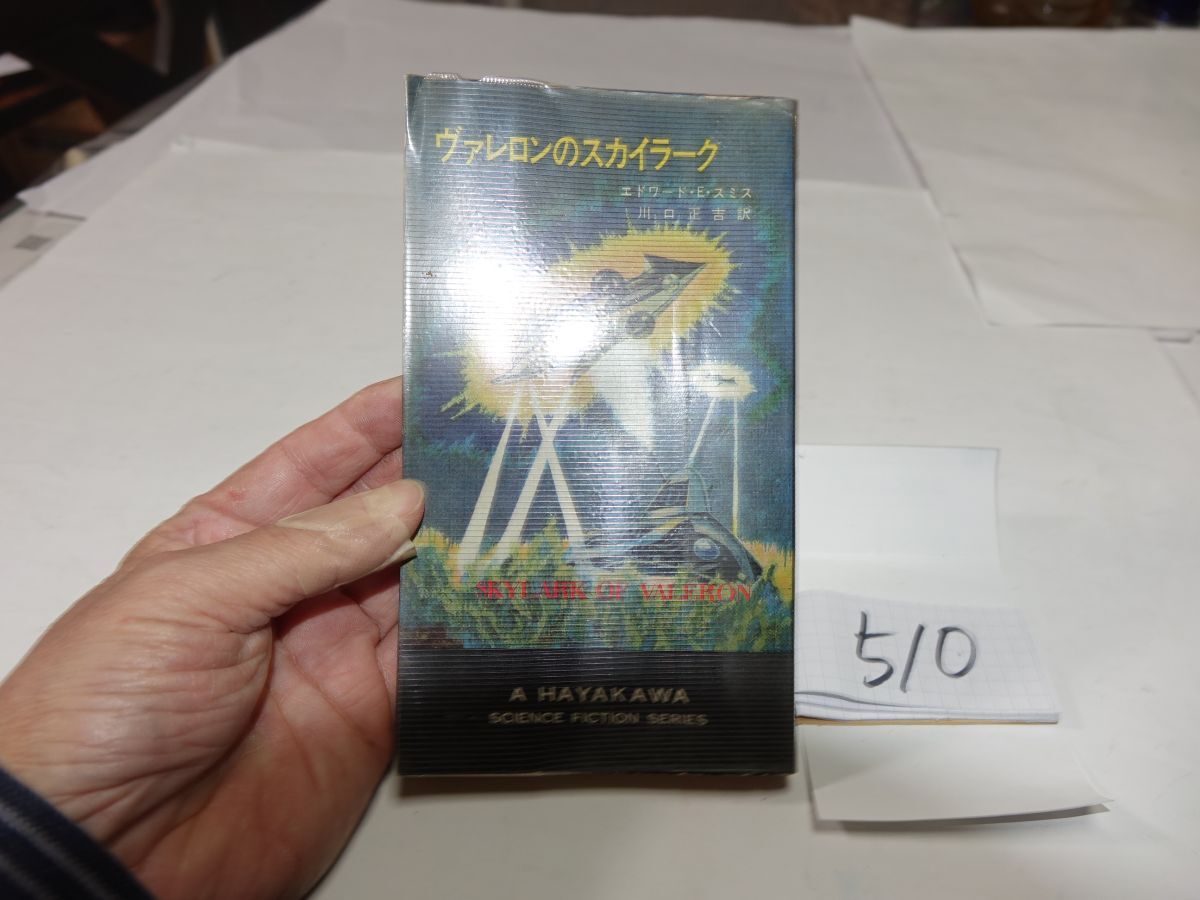 ヴァレロンのスカイラーク
エドワード・E・スミス
川口正吉訳
SKYLARK OF VALERON
A HAYAKAWA
SCIENCE FICTION SERIES
510